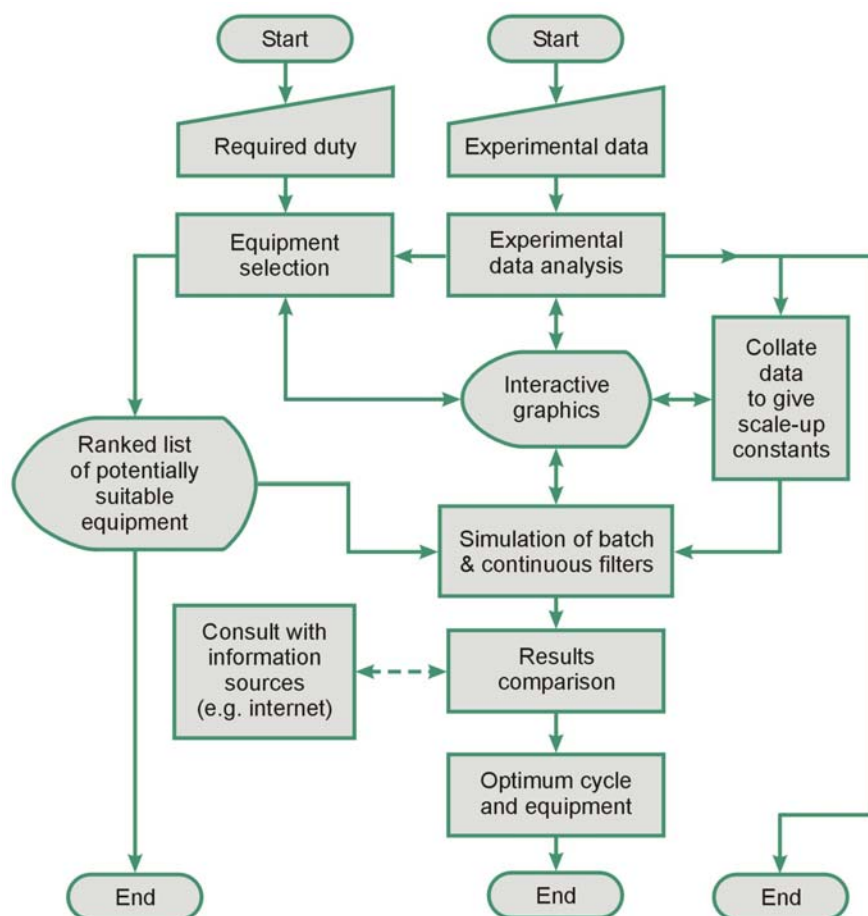 Start
Start
Required duty
Experimental data
Equipment
selection
Experimental
data analysis
Interactive
graphics
Collate
data
to give
scale-up
constants
Ranked list
of potentially
suitable
equipment
Simulation of batch
& continuous filters
Consult with
information
sources
(e.g. internet)
Results
comparison
Optimum cycle
and equipment
End
End
End